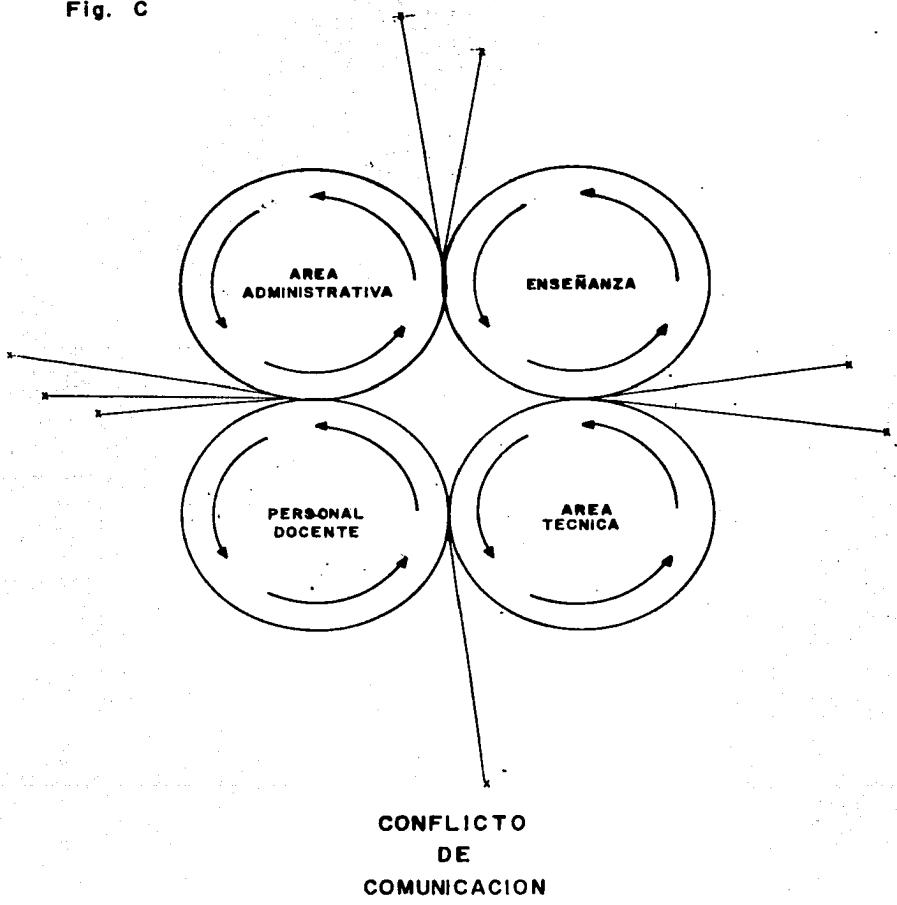 Fig. C
AREA
ADMINISTRATIVA
ENSEÑANZA
PERSONAL
DOCENTE
AREA
TECNICA
CONFLICTO
DE
COMUNICACION